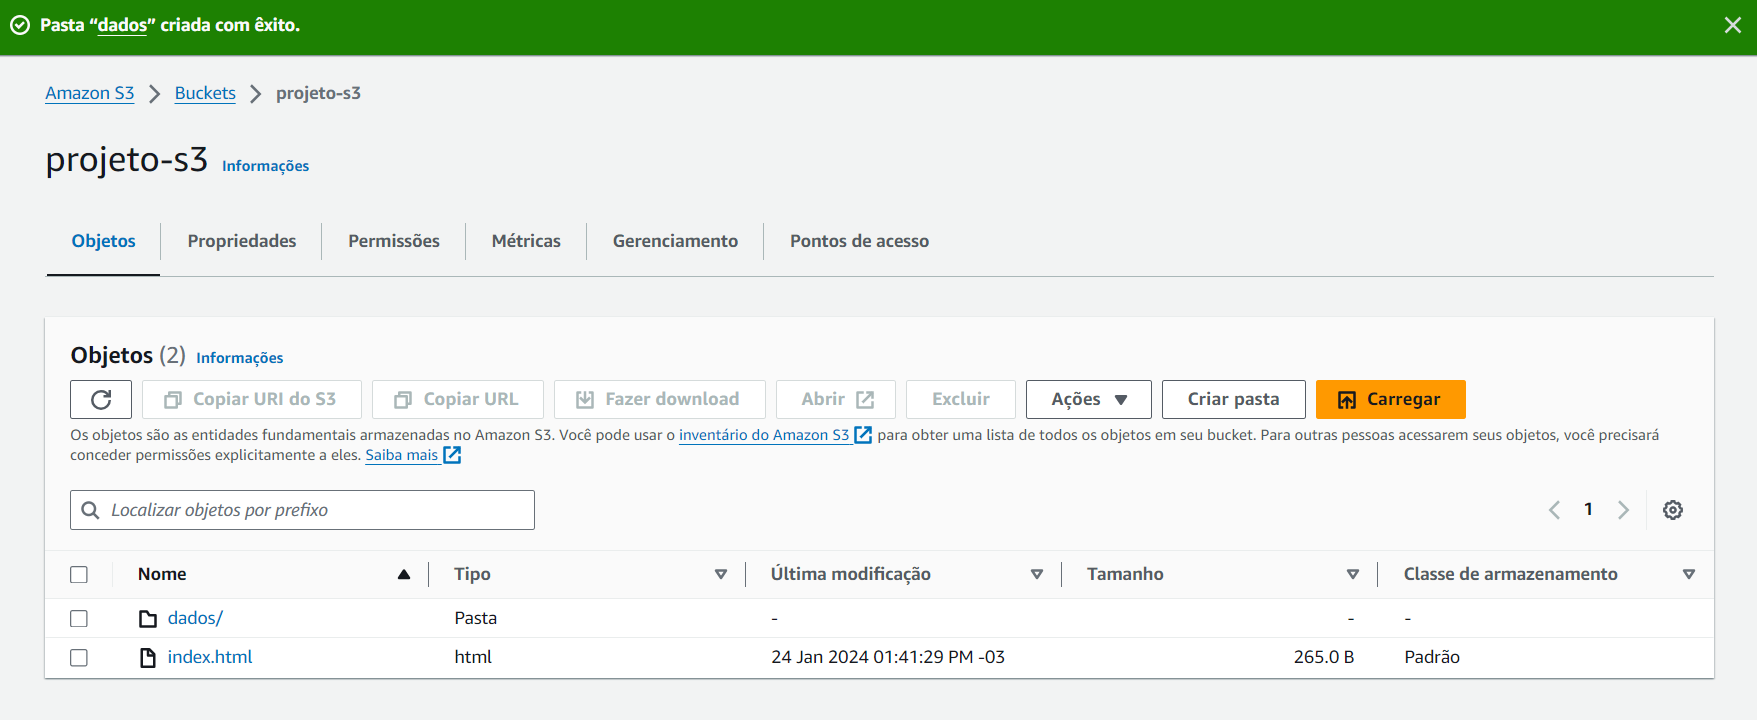 Pasta “dados” criada com êxito.
Amazon S3 > Buckets > projeto-s3
projeto-s3 Informações
Objetos Propriedades Permissões Métricas Gerenciamento Pontos de acesso
Objetos (2) Informações
Copiar URI do S3 Copiar URL Fazer download Abrir Excluir Ações Criar pasta Carregar
Os objetos são as entidades fundamentais armazenadas no Amazon S3. Você pode usar o inventário do Amazon S3 para obter uma lista de todos os objetos em seu bucket. Para outras pessoas acessarem seus objetos, você precisará
conceder permissões explicitamente a eles. Saiba mais
Localizar objetos por prefixo
1
Nome Tipo Última modificação Tamanho Classe de armazenamento
dados/ Pasta - - -
index.html html 24 Jan 2024 01:41:29 PM -03 265.0 B Padrão